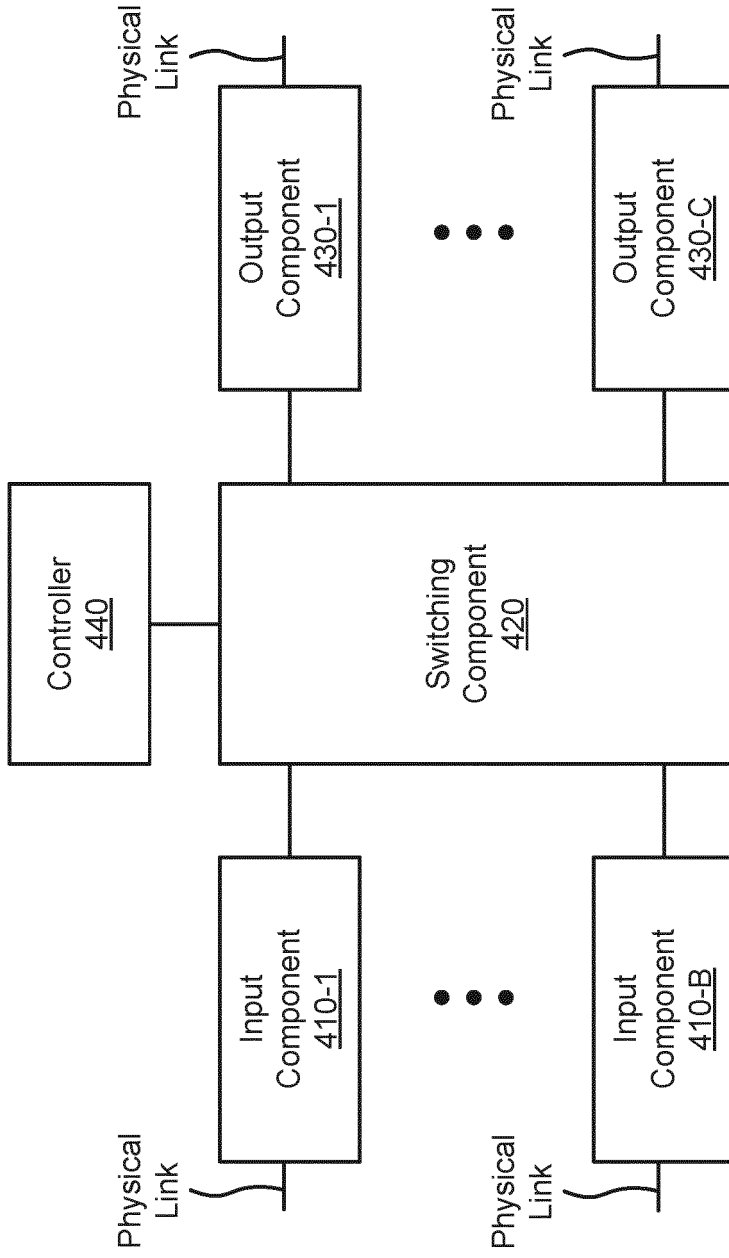 Controller
440
Physical
Link
Input
Component
410-1
Switching
Component
420
Output
Component
430-1
Physical
Link
Physical
Link
Input
Component
410-B
Output
Component
430-C
Physical
Link